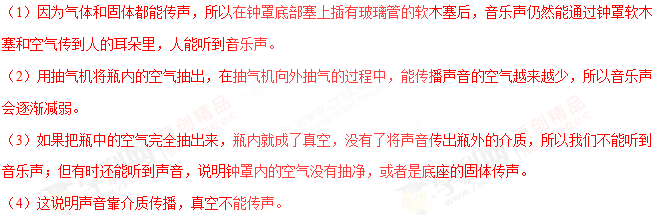 （1）因为气体和固体都能传声，所以在钟罩底部塞上插有玻璃管的软木塞后，音乐声仍然能通过钟罩软木
塞和空气传到人的耳朵里，人能听到音乐声。
（2）用抽气机将瓶内的空气抽出，在抽气机向外抽气的过程中，能传播声音的空气越来越少，所以音乐声
会逐渐减弱。
（3）如果把瓶中的空气完全抽出来，瓶内就成了真空，没有了将声音传出瓶外的介质，所以我们不能听到
音乐声；但有时还能听到声音，说明钟罩内的空气没有抽净，或者是底座的固体传声。
（4）这说明声音靠介质传播，真空不能传声。